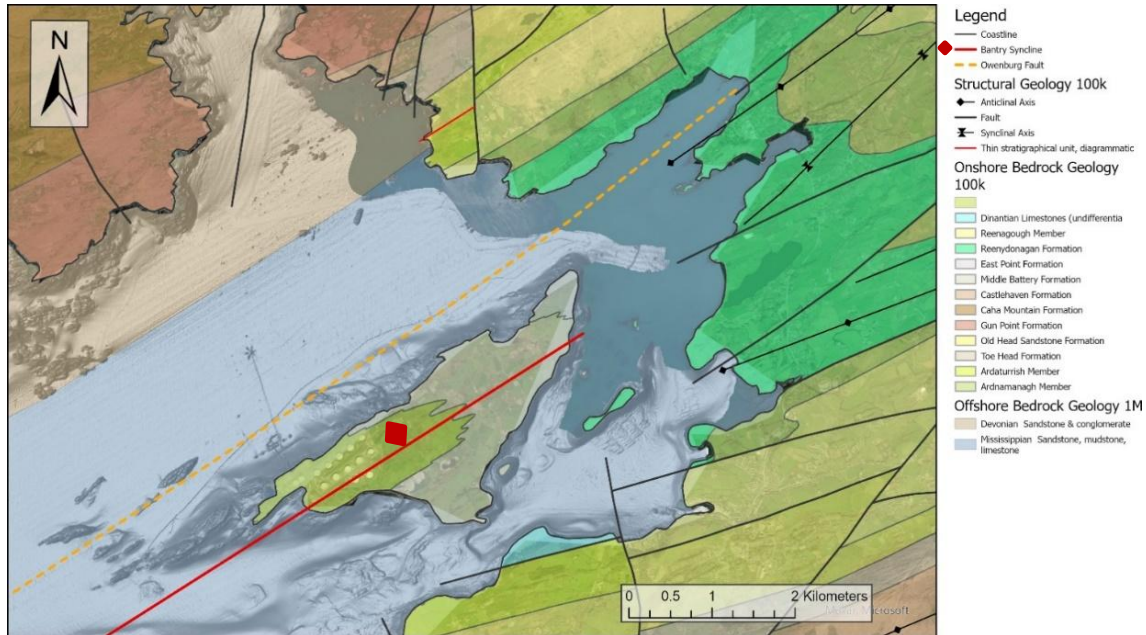 N
Legend
Coastline
Bantry Syncline
Owenburg Fault
Structural Geology 100k
Anticlinal Axis
Fault
Synclinal Axis
Thin stratigraphical unit, diagrammatic
Onshore Bedrock Geology
100k
Dinantian Limestones (undifferentia
Reenagough Member
Reenydonagan Formation
East Point Formation
Middle Battery Formation
Castlehaven Formation
Caha Mountain Formation
Gun Point Formation
Old Head Sandstone Formation
Toe Head Formation
Ardaturrish Member
Ardnamanagh Member
Offshore Bedrock Geology 1M
Devonian Sandstone & conglomerate
Mississippian Sandstone, mudstone,
limestone
0 0.5 1 2 Kilometers
Microsoft